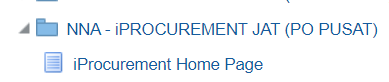 NNA - iPROCUREMENT JAT (PO PUSAT)
iProcurement Home Page